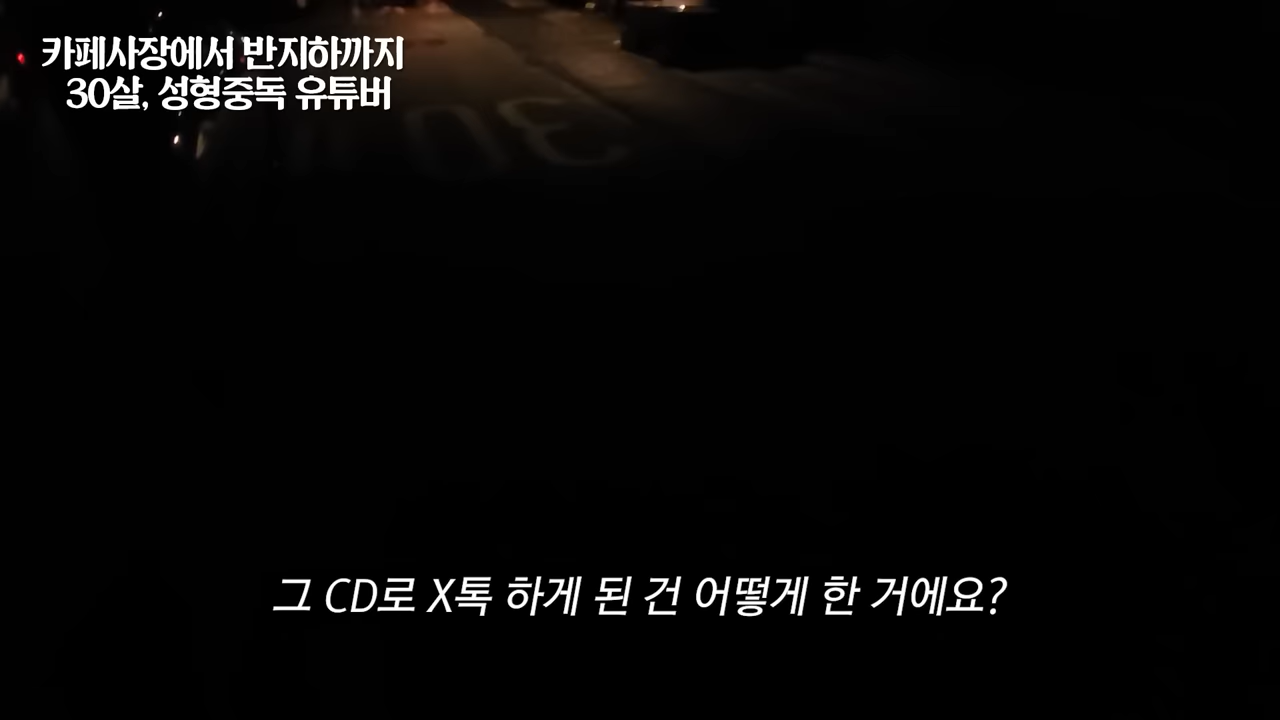 카페사장에서 반지하까지
30살, 성형중독 유튜버
30
그 CD로 X톡 하게 된 건 어떻게 한 거에요?